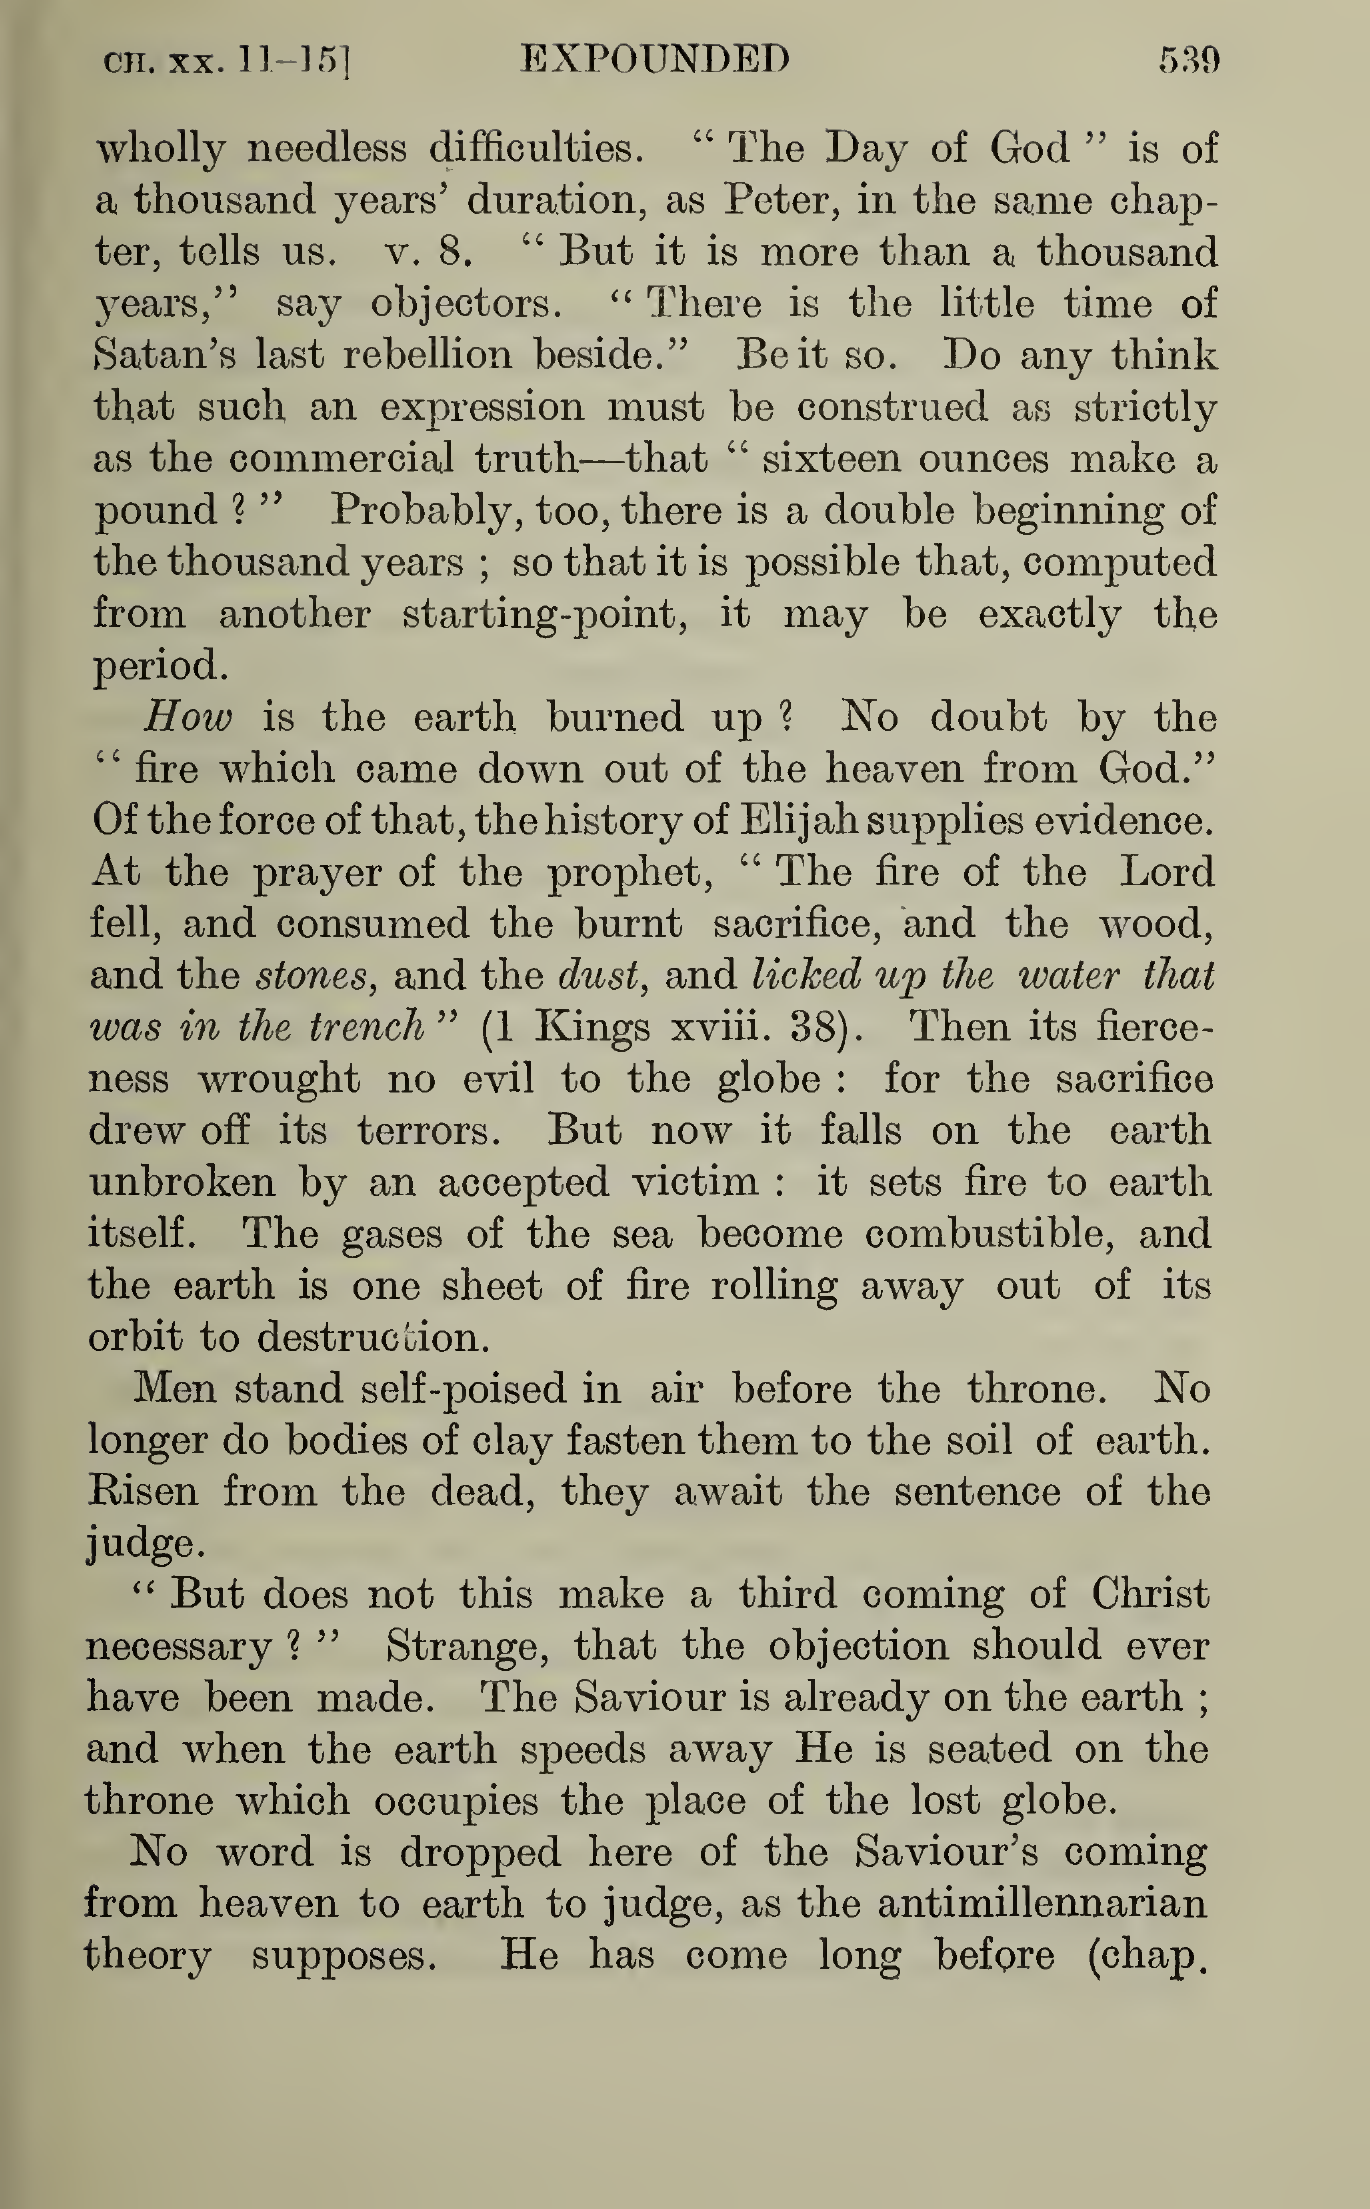 CH. XX. 11-15] EXPOUNDED 539
wholly needless difficulties. “ The Day of God ” is of
a thousand years’ duration, as Peter, in the same chap-
ter, tells us. v. 8. “ But it is more than a thousand
years,” say objectors. “ There is the little time of
Satan’s last rebellion beside.” Be it so. Do any think
that such an expression must be construed as strictly
as the commercial truth—that “ sixteen ounces make a
pound ? ” Probably, too, there is a double beginning of
the thousand years ; so that it is possible that, computed
from another starting-point, it may be exactly the
period.
How is the earth burned up ? No doubt by the
“ fire which came down out of the heaven from God.”
Of the force of that, the history of Elijah supplies evidence.
At the prayer of the prophet, “ The fire of the Lord
fell, and consumed the burnt sacrifice, and the wood,
and the stones, and the dust, and licked up the water that
was in the trench ” (1 Kings xviii. 38). Then its fierce-
ness wrought no evil to the globe : for the sacrifice
drew off its terrors. But now it falls on the earth
unbroken by an accepted victim : it sets fire to earth
itself. The gases of the sea become combustible, and
the earth is one sheet of fire rolling away out of its
orbit to destruction.
Men stand self-poised in air before the throne. No
longer do bodies of clay fasten them to the soil of earth.
Risen from the dead, they await the sentence of the
judge.
“ But does not this make a third coming of Christ
necessary ? ” Strange, that the objection should ever
have been made. The Saviour is already on the earth ;
and when the earth speeds away He is seated on the
throne which occupies the place of the lost globe.
No word is dropped here of the Saviour’s coming
from heaven to earth to judge, as the antimillennarian
theory supposes. He has come long before (chap.